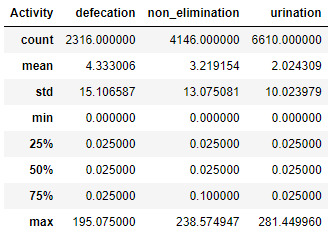 Activity defecation non_elimination urination
count 2316.000000 4146.000000 6610.000000
mean 4.333006 3.219154 2.024309
std 15.106587 13.075081 10.023979
min 0.000000 0.000000 0.000000
25% 0.025000 0.025000 0.025000
50% 0.025000 0.025000 0.025000
75% 0.025000 0.100000 0.025000
max 195.075000 238.574947 281.449960